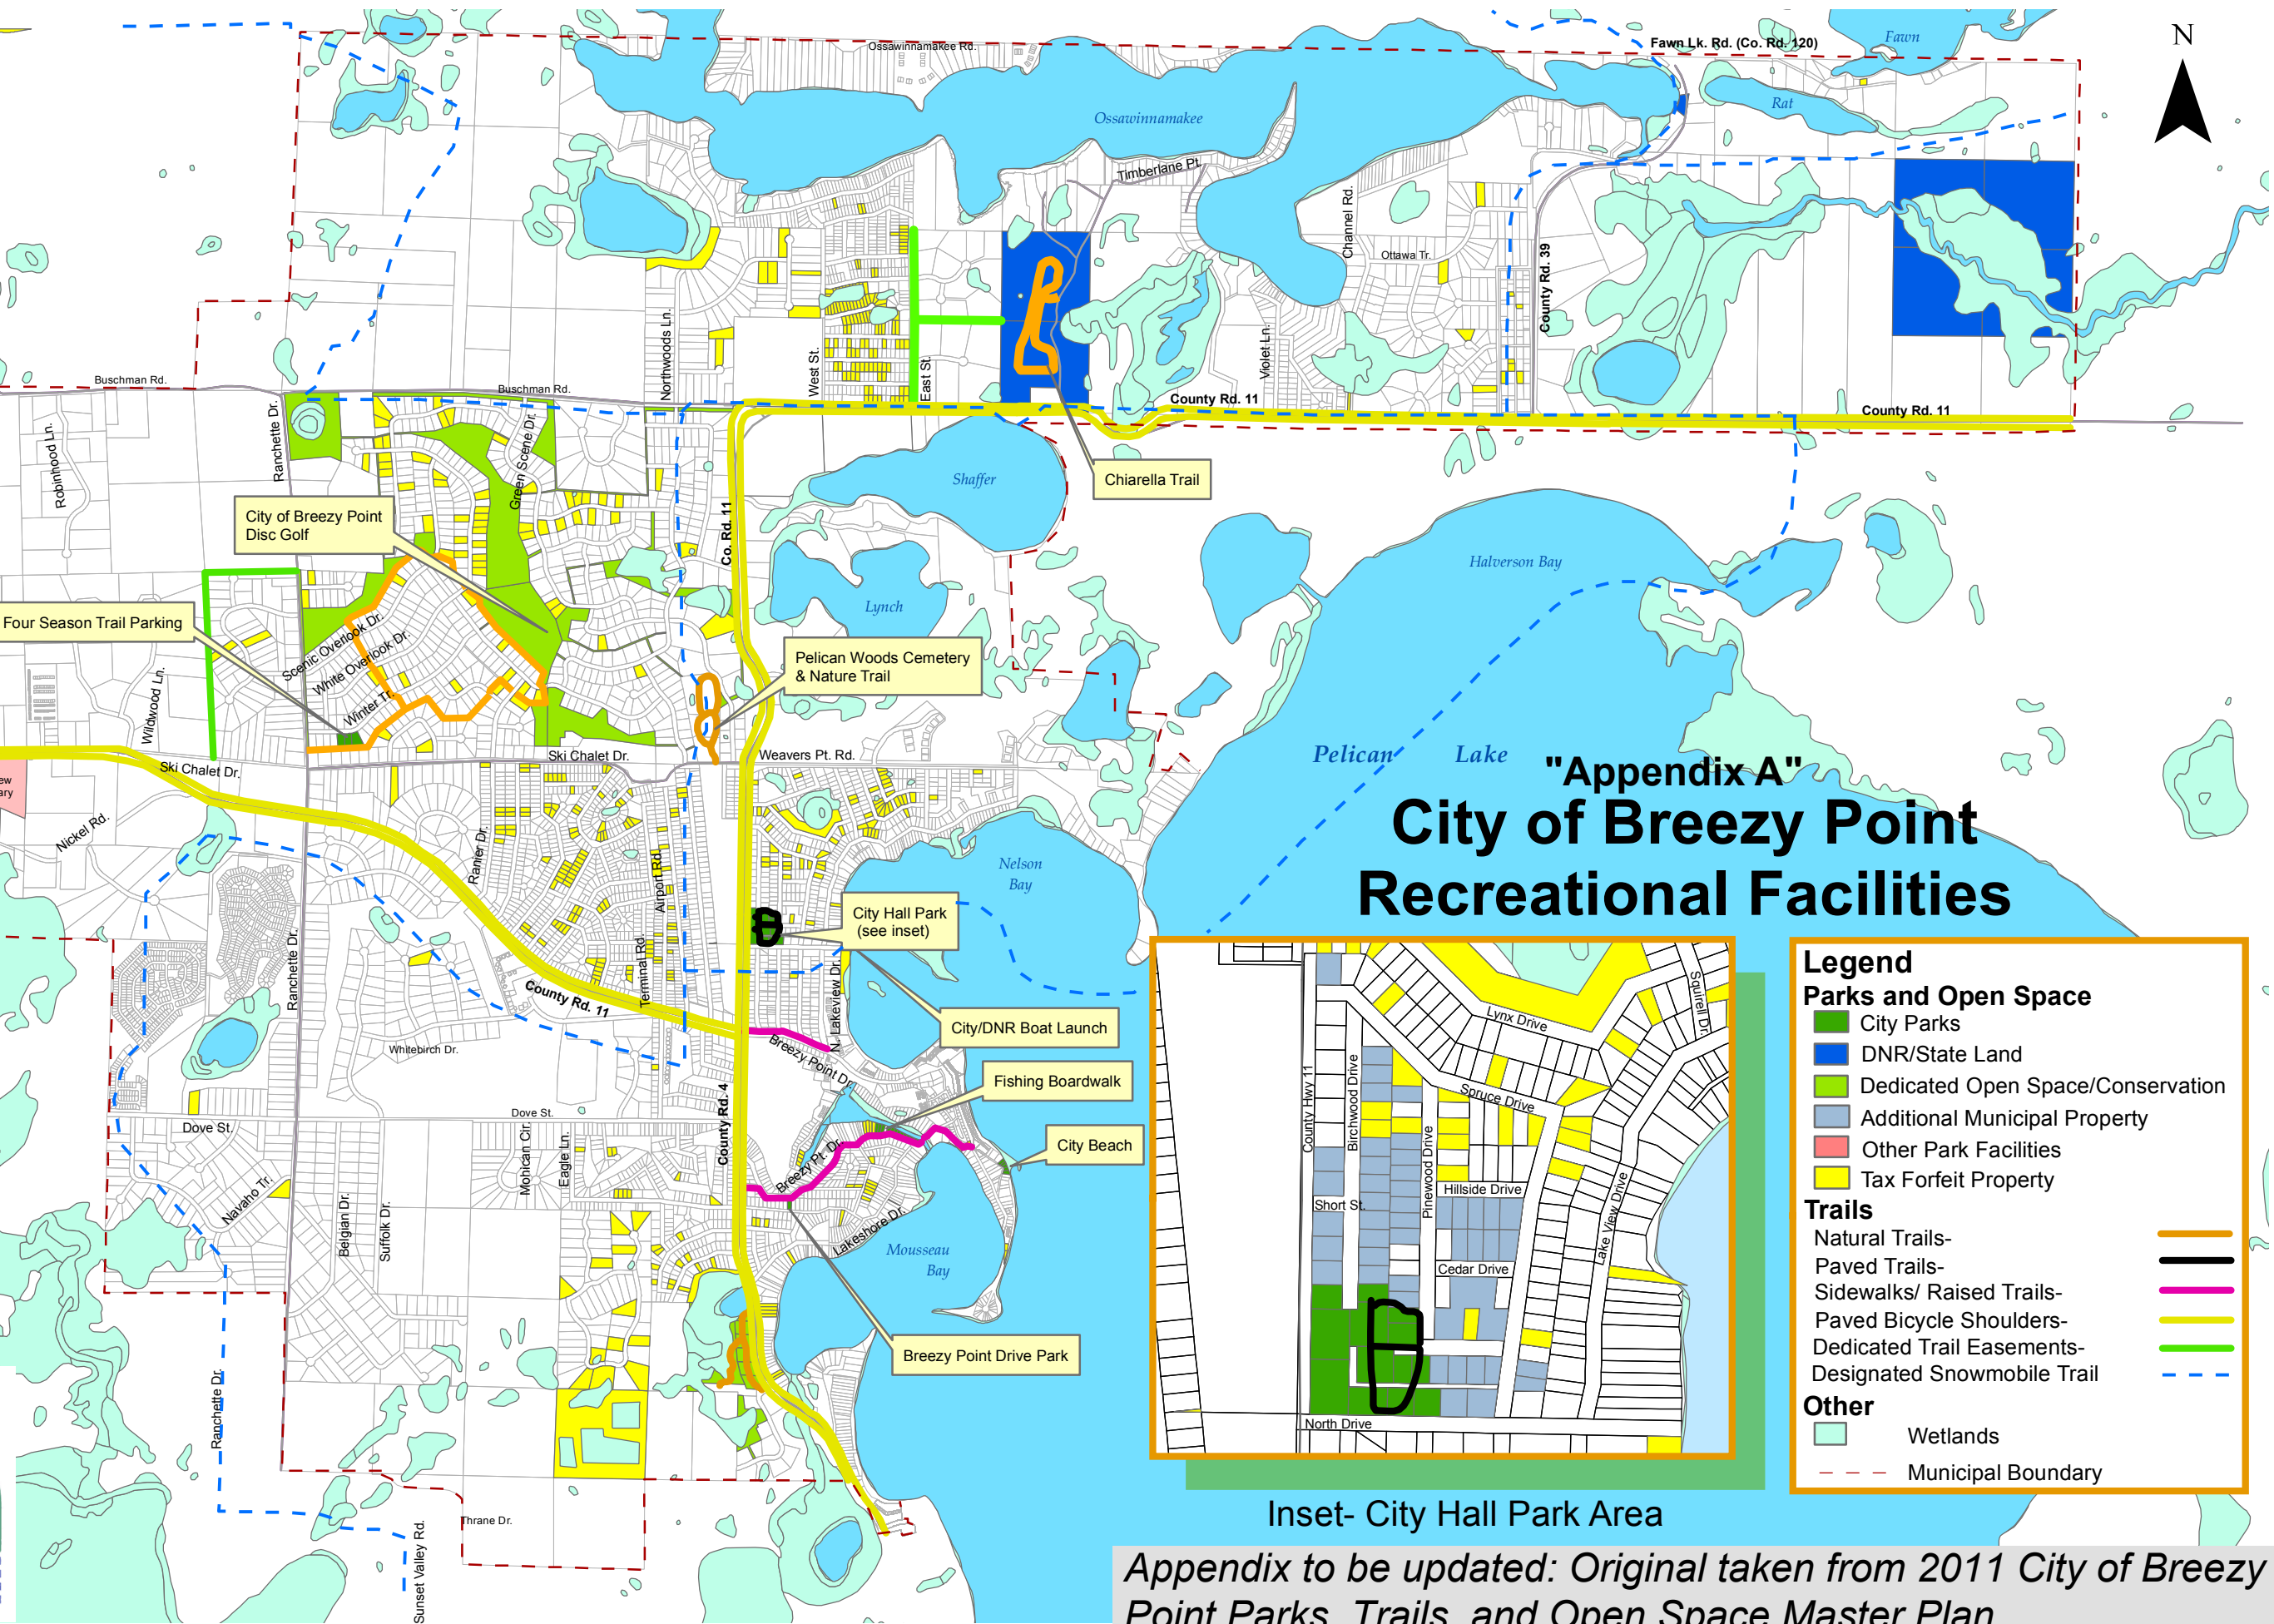 Ossawinnamakee Rd.
Fawn Lk. Rd. (Co. Rd. 120)
Fawn
N
Rat
Ossawinnamakee
Timberlane Pt.
Channel Rd.
Ottawa Tr.
County Rd. 39
Northwoods Ln.
West St.
East St.
Violet Ln.
Buschman Rd.
Buschman Rd.
County Rd. 11
County Rd. 11
Robinhood Ln.
Ranchette Dr.
Green Scene Dr.
Shaffer
Chiarella Trail
City of Breezy Point
Disc Golf
Co. Rd. 11
Halverson Bay
Lynch
Four Season Trail Parking
Scenic Overlook Dr.
White Overlook Dr.
Winter Tr.
Wildwood Ln.
Pelican Woods Cemetery
& Nature Trail
Ski Chalet Dr.
Ski Chalet Dr.
Weavers Pt. Rd.
Pelican Lake
"Appendix A"
City of Breezy Point
Recreational Facilities
Nickel Rd.
Ranier Dr.
Airport Rd.
Nelson
Bay
City Hall Park
(see inset)
Ranchette Dr.
Terminal Rd.
County Rd. 11
N. Lakeview Dr.
City/DNR Boat Launch
Whitebirch Dr.
Breezy Point Dr.
Fishing Boardwalk
County Rd. 4
Dove St.
Dove St.
City Beach
Mohican Cir.
Eagle Ln.
Breezy Pt. Dr.
Navaho Tr.
Belgian Dr.
Suffolk Dr.
Lakeshore Dr.
Mousseau
Bay
Breezy Point Drive Park
Ranchette Dr.
Thrane Dr.
Sunset Valley Rd.
Lynx Drive
Squirell Dr.
County Hwy 11
Birchwood Drive
Spruce Drive
Pinewood Drive
Hillside Drive
Short St.
Lake View Drive
Cedar Drive
North Drive
Inset- City Hall Park Area
Legend
Parks and Open Space
City Parks
DNR/State Land
Dedicated Open Space/Conservation
Additional Municipal Property
Other Park Facilities
Tax Forfeit Property
Trails
Natural Trails-
Paved Trails-
Sidewalks/ Raised Trails-
Paved Bicycle Shoulders-
Dedicated Trail Easements-
Designated Snowmobile Trail
Other
Wetlands
Municipal Boundary
Appendix to be updated: Original taken from 2011 City of Breezy
Point Parks, Trails, and Open Space Master Plan